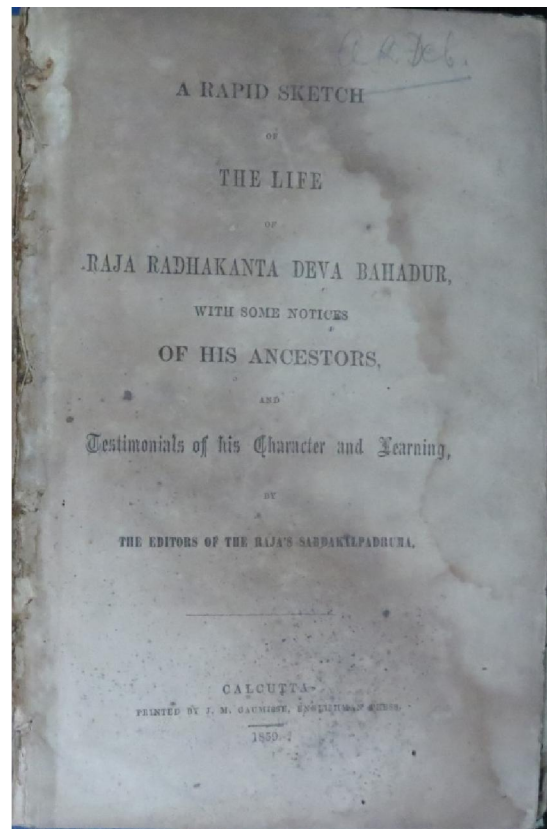 A RAPID SKETCH
OF
THE LIFE
OF
RAJA RADHAKANTA DEVA BAHADUR,
WITH SOME NOTICES
OF HIS ANCESTORS,
AND
Testimonials of his Character and Learning,
BY
THE EDITORS OF THE RAJA'S SABDAKALPADRUMA.
CALCUTTA
PRINTED BY J. M. ENGLISHMAN PRESS.
1859.